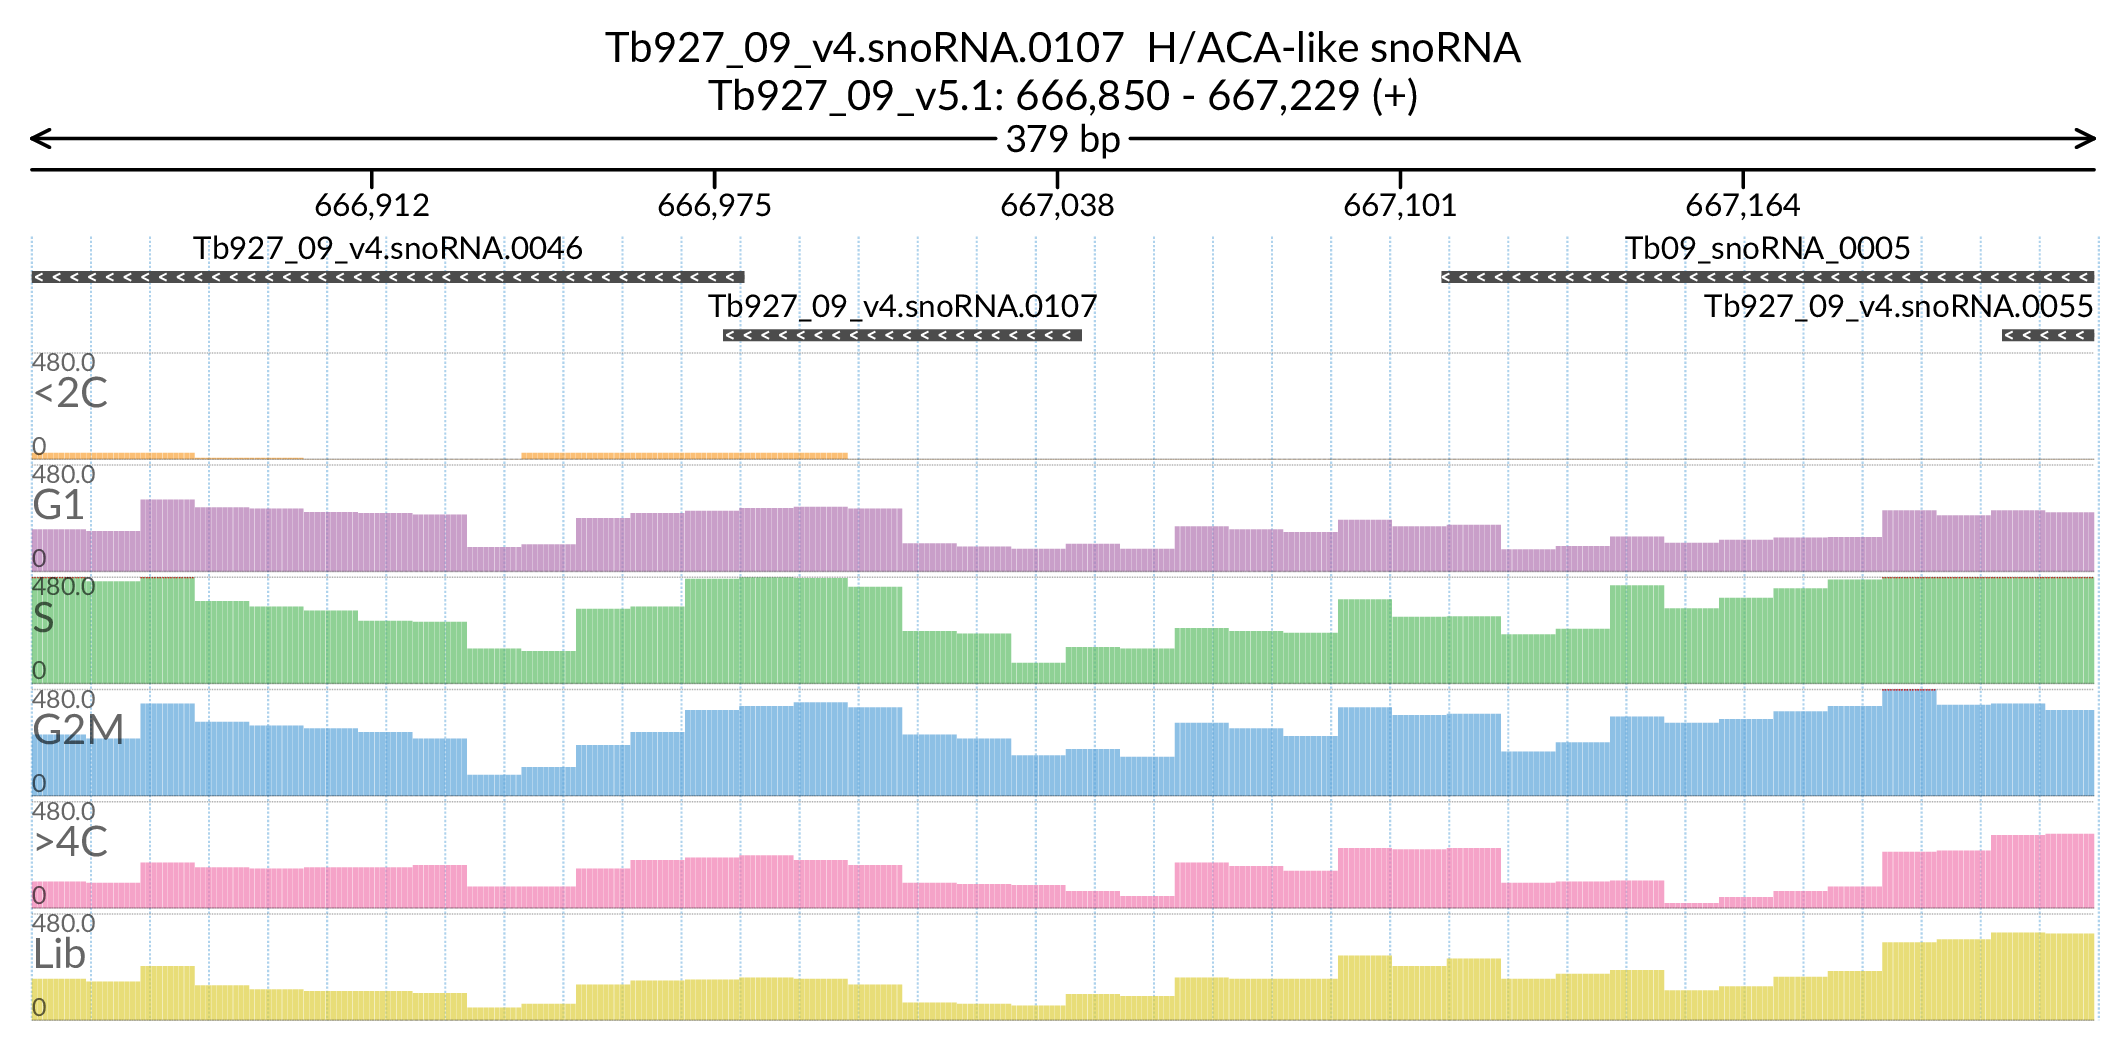 Tb927_09_v4.snoRNA.0107 H/ACA-like snoRNA
Tb927_09_v5.1: 666,850 - 667,229 (+)
379 bp
666,912 666,975 667,038 667,101 667,164
Tb927_09_v4.snoRNA.0046 Tb09_snoRNA_0005
Tb927_09_v4.snoRNA.0107 Tb927_09_v4.snoRNA.0055
480.0
<2C
0
480.0
G1
0
480.0
S
0
480.0
G2M
0
480.0
>4C
0
480.0
Lib
0